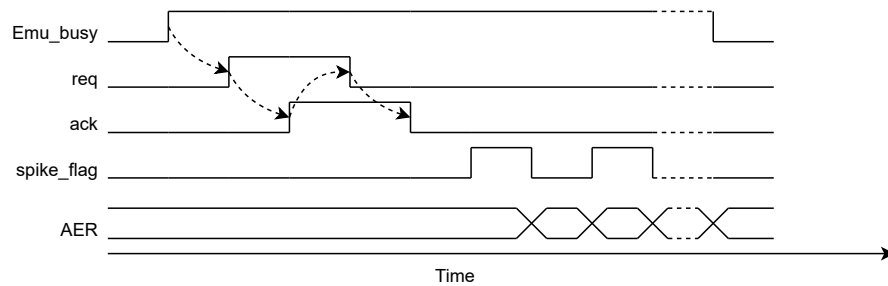 Emu_busy
req
ack
spike_flag
AER
Time